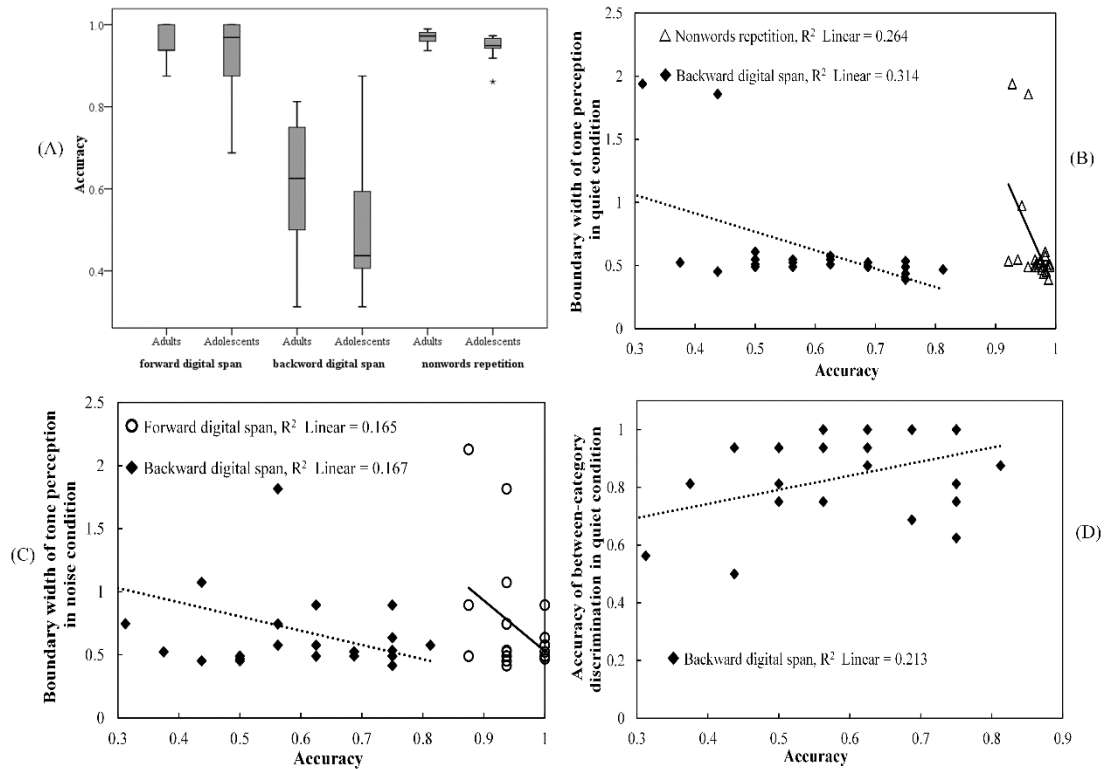 (A)
Accuracy
1.0
0.8
0.6
0.4
Adults Adolescents Adults Adolescents Adults Adolescents
forward digital span backword digital span nonwords repetition
*
(B)
Boundary width of tone perception
in quiet condition
2.5
2
1.5
1
0.5
0
Nonwords repetition, R² Linear = 0.264
Backward digital span, R² Linear = 0.314
0.3 0.4 0.5 0.6 0.7 0.8 0.9 1
Accuracy
(C)
Boundary width of tone perception
in noise condition
2.5
2
1.5
1
0.5
0
Forward digital span, R² Linear = 0.165
Backward digital span, R² Linear = 0.167
0.3 0.4 0.5 0.6 0.7 0.8 0.9 1
Accuracy
(D)
Accuracy of between-category
discrimination in quiet condition
1
0.8
0.6
0.4
0.2
0
Backward digital span, R² Linear = 0.213
0.3 0.4 0.5 0.6 0.7 0.8 0.9
Accuracy